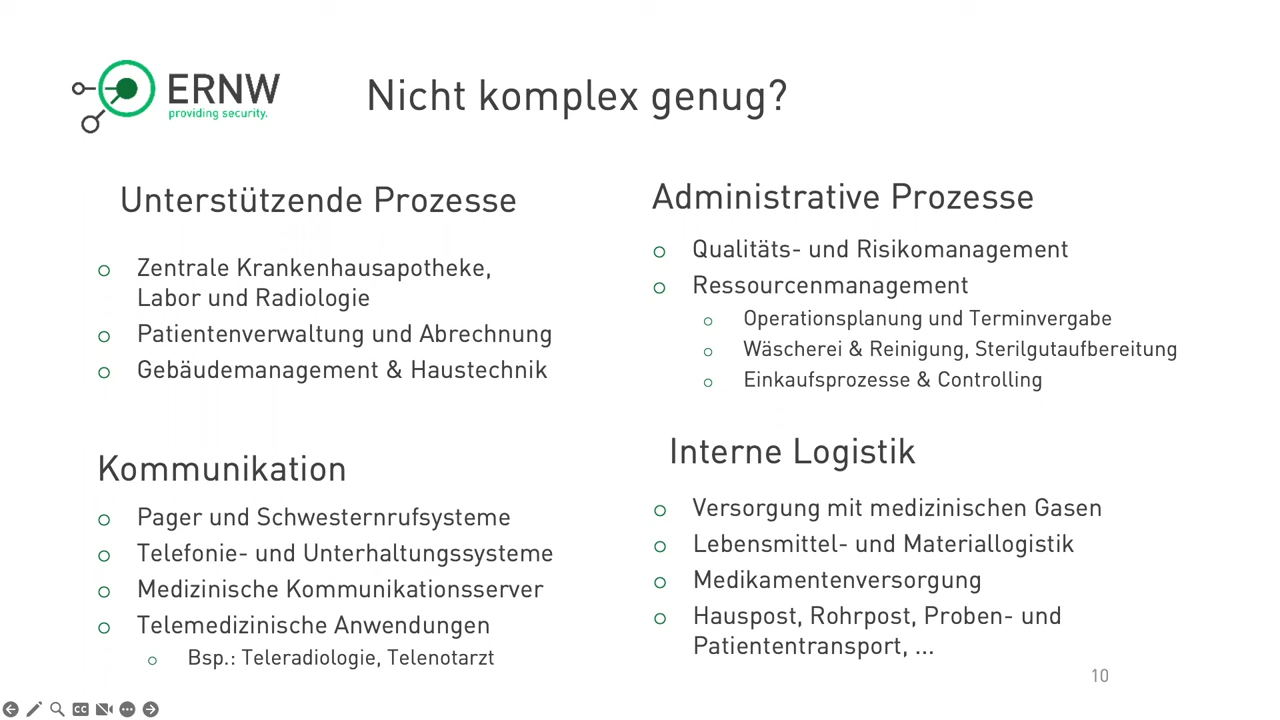 ERNW
providing security.
Nicht komplex genug?
Unterstützende Prozesse
Zentrale Krankenhausapotheke,
Labor und Radiologie
Patientenverwaltung und Abrechnung
Gebäudemanagement & Haustechnik
Administrative Prozesse
Qualitäts- und Risikomanagement
Ressourcenmanagement
Operationsplanung und Terminvergabe
Wäscherei & Reinigung, Sterilgutaufbereitung
Einkaufsprozesse & Controlling
Kommunikation
Pager und Schwesternrufsysteme
Telefonie- und Unterhaltungssysteme
Medizinische Kommunikationsserver
Telemedizinische Anwendungen
Bsp.: Teleradiologie, Telenotarzt
Interne Logistik
Versorgung mit medizinischen Gasen
Lebensmittel- und Materiallogistik
Medikamentenversorgung
Hauspost, Rohrpost, Proben- und
Patiententransport, ...
10
CC